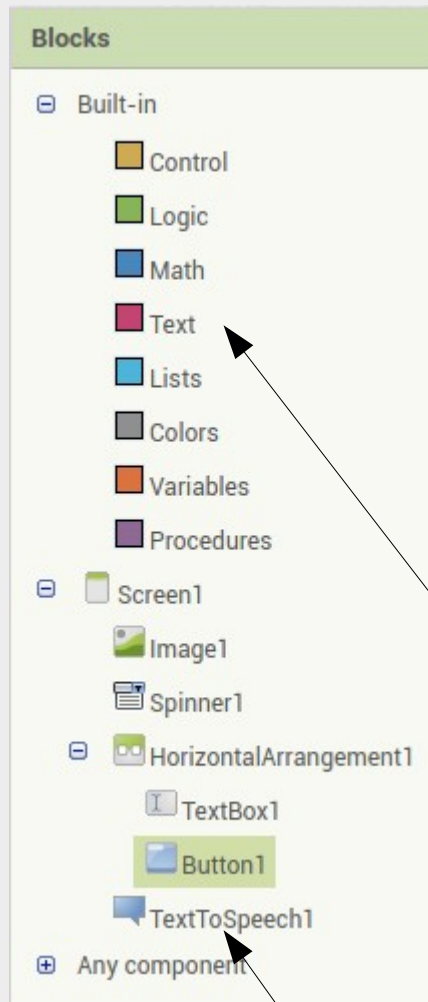 Blocks
Built-in
Control
Logic
Math
Text
Lists
Colors
Variables
Procedures
Screen1
Image1
Spinner1
HorizontalArrangement1
TextBox1
Button1
TextToSpeech1
Any component